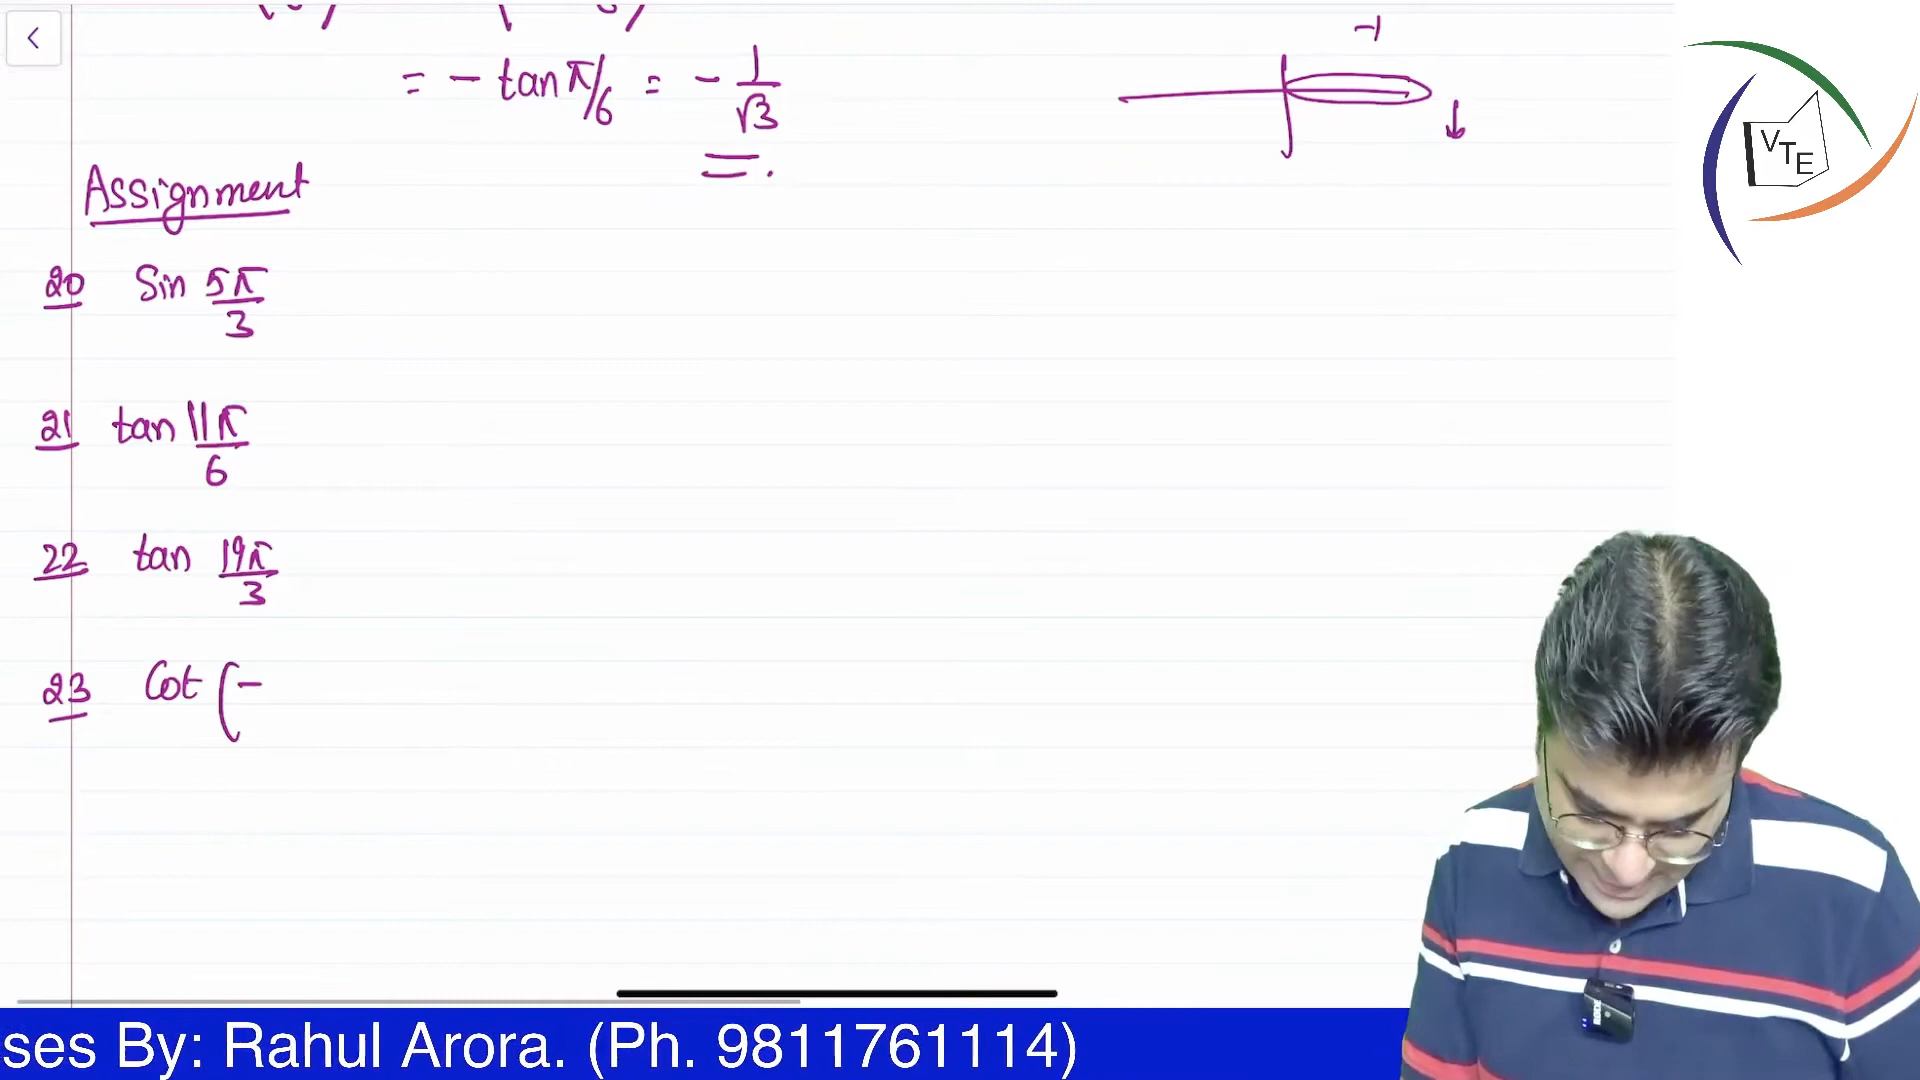 = - tan π/6 = - 1/√3
-1
VTE
Assignment
20 Sin 5π/3
21 tan 11π/6
22 tan 19π/3
23 Cot (-
ses By: Rahul Arora. (Ph. 9811761114)